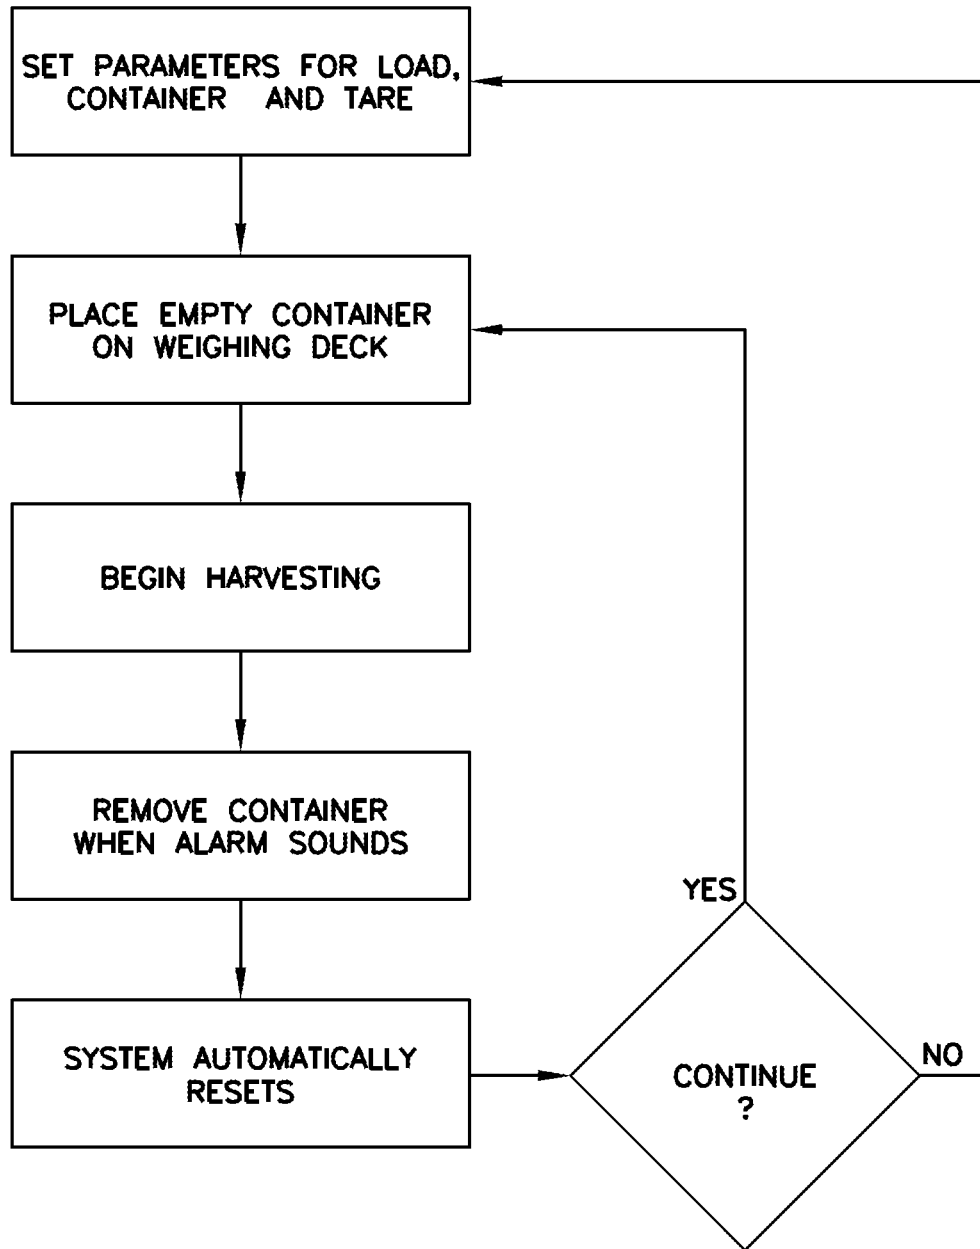 SET PARAMETERS FOR LOAD,
CONTAINER AND TARE
PLACE EMPTY CONTAINER
ON WEIGHING DECK
BEGIN HARVESTING
REMOVE CONTAINER
WHEN ALARM SOUNDS
YES
SYSTEM AUTOMATICALLY
RESETS
CONTINUE
?
NO